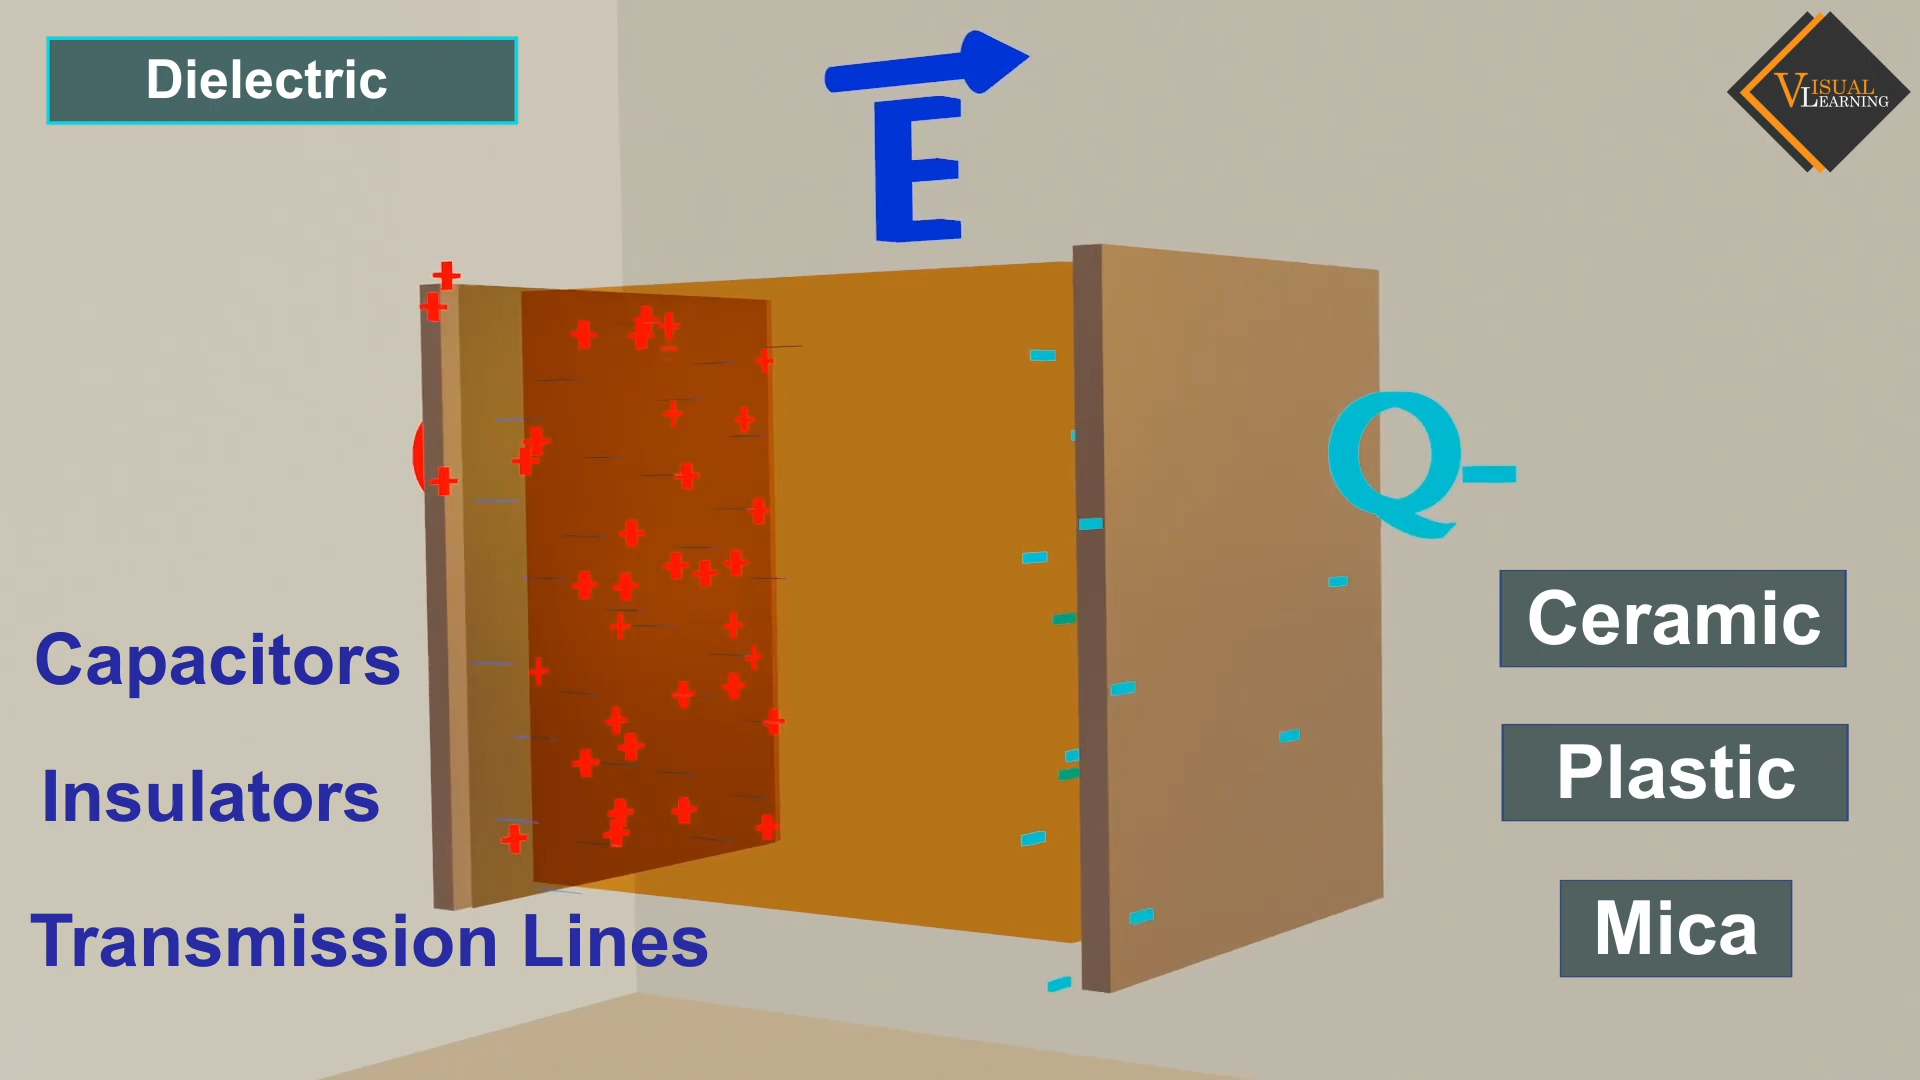 Dielectric
E
VISUAL
LEARNING
Q-
Capacitors
Insulators
Transmission Lines
Ceramic
Plastic
Mica